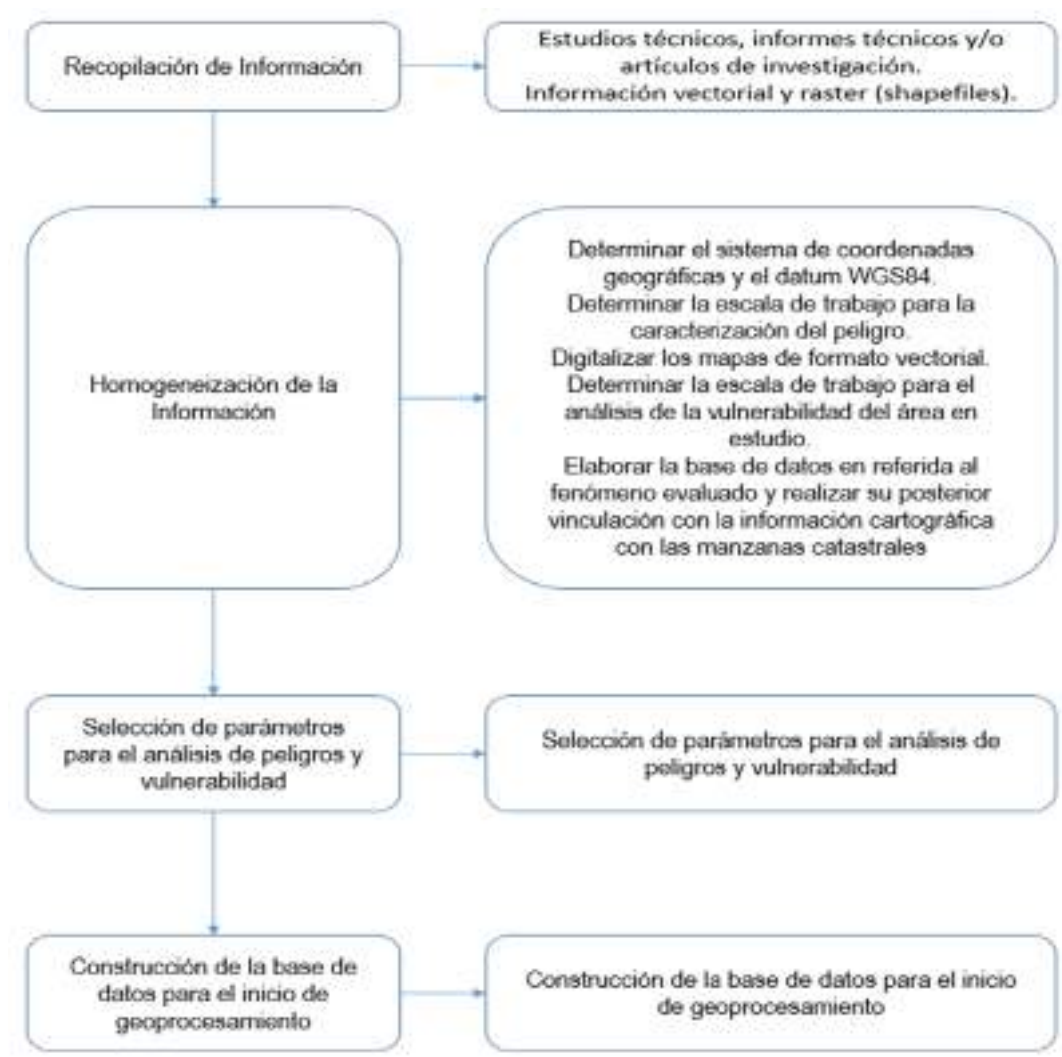 Recopilación de Información
Estudios técnicos, informes técnicos y/o
artículos de investigación.
Información vectorial y raster (shapefiles).
Homogeneización de la
Información
Determinar el sistema de coordenadas
geográficas y el datum WGS84.
Determinar la escala de trabajo para la
caracterización del peligro.
Digitalizar los mapas de formato vectorial.
Determinar la escala de trabajo para el
análisis de la vulnerabilidad del área en
estudio.
Elaborar la base de datos en referida al
fenómeno evaluado y realizar su posterior
vinculación con la información cartográfica
con las manzanas catastrales
Selección de parámetros
para el análisis de peligros y
vulnerabilidad
Selección de parámetros para el análisis de
peligros y vulnerabilidad
Construcción de la base de
datos para el inicio de
geoprocesamiento
Construcción de la base de datos para el inicio
de geoprocesamiento